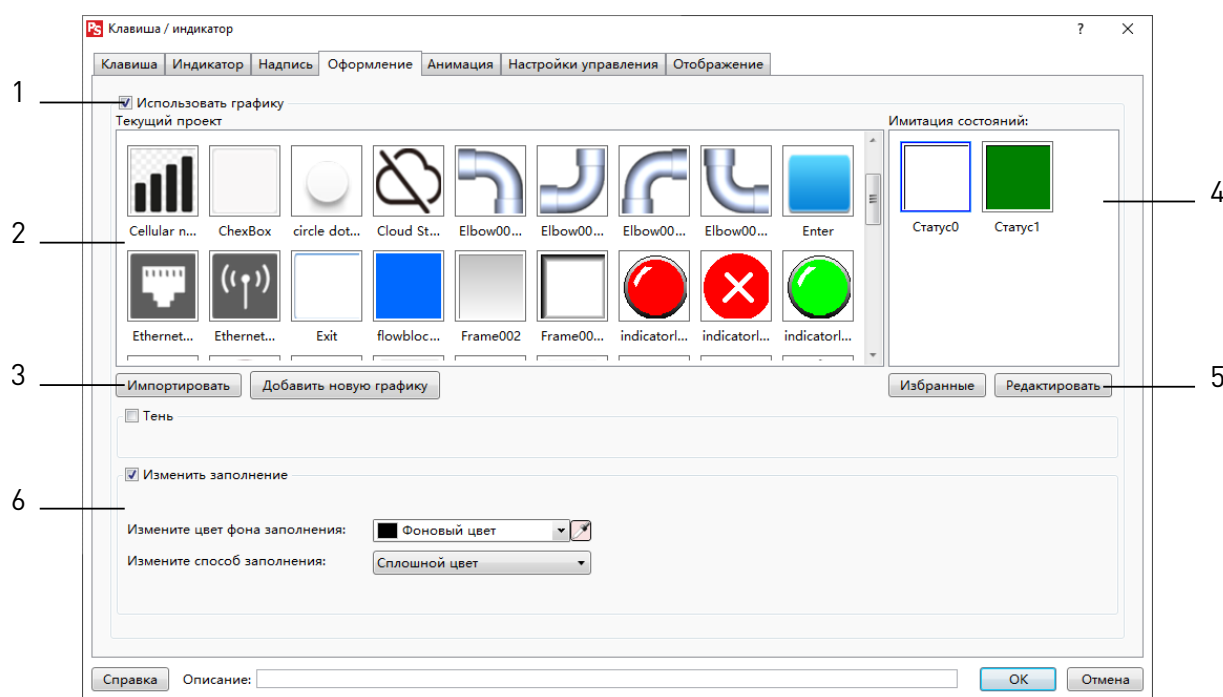 PS Клавиша / индикатор ?
Клавиша Индикатор Надпись Оформление Анимация Настройки управления Отображение
1
Использовать графику
Текущий проект
Имитация состояний:
Cellular n... ChexBox circle dot... Cloud St... Elbow00... Elbow00... Elbow00... Elbow00... Enter
Статус0 Статус1
4
2
Ethernet... Ethernet... Exit flowbloc... Frame002 Frame00... indicatorl... indicatorl... indicatorl...
3
Импортировать Добавить новую графику
Избранные Редактировать
5
Тень
Изменить заполнение
6
Измените цвет фона заполнения: Фоновый цвет
Измените способ заполнения: Сплошной цвет
Справка Описание: OK Отмена